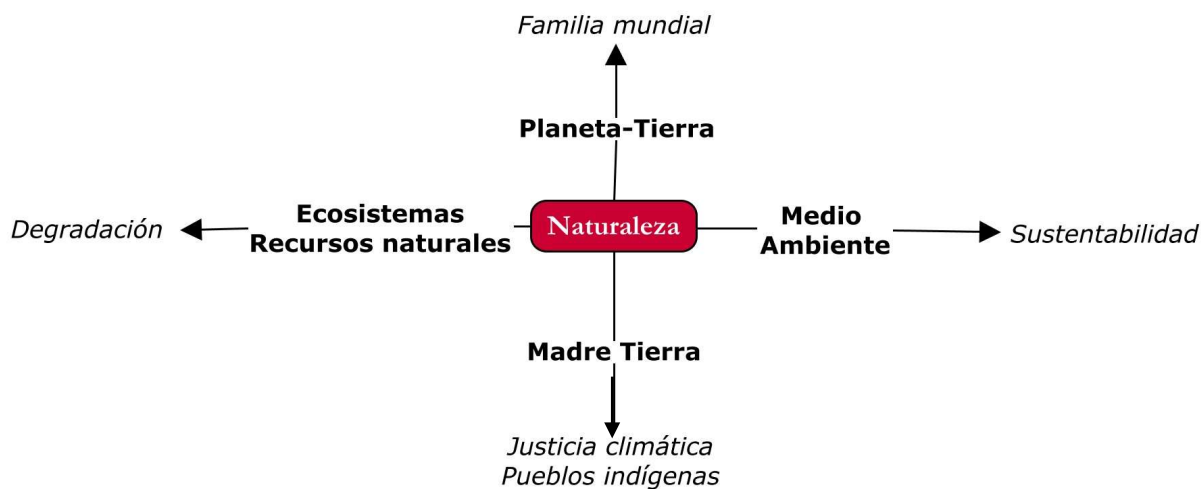 Familia mundial
Planeta-Tierra
Degradación
Ecosistemas
Recursos naturales
Naturaleza
Medio
Ambiente
Sustentabilidad
Madre Tierra
Justicia climática
Pueblos indígenas